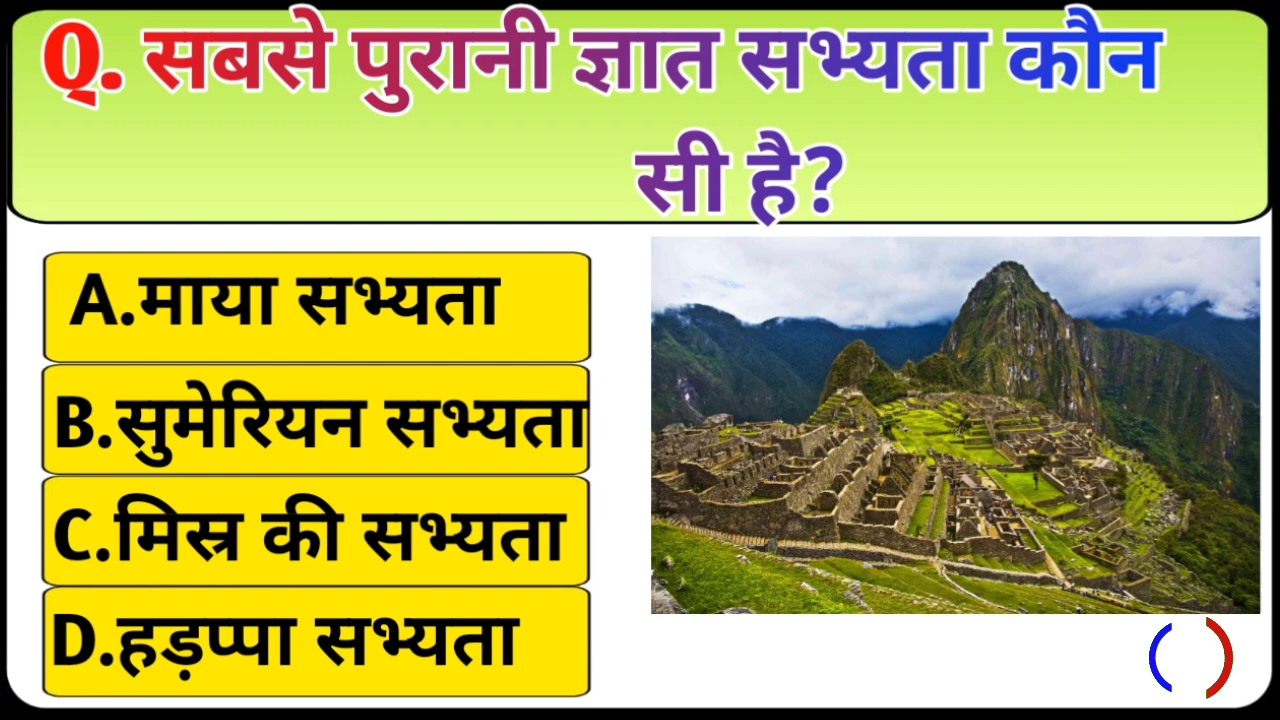 Q. सबसे पुरानी ज्ञात सभ्यता कौन
सी है?
A.माया सभ्यता
B.सुमेरियन सभ्यता
C.मिस्र की सभ्यता
D.हड़प्पा सभ्यता